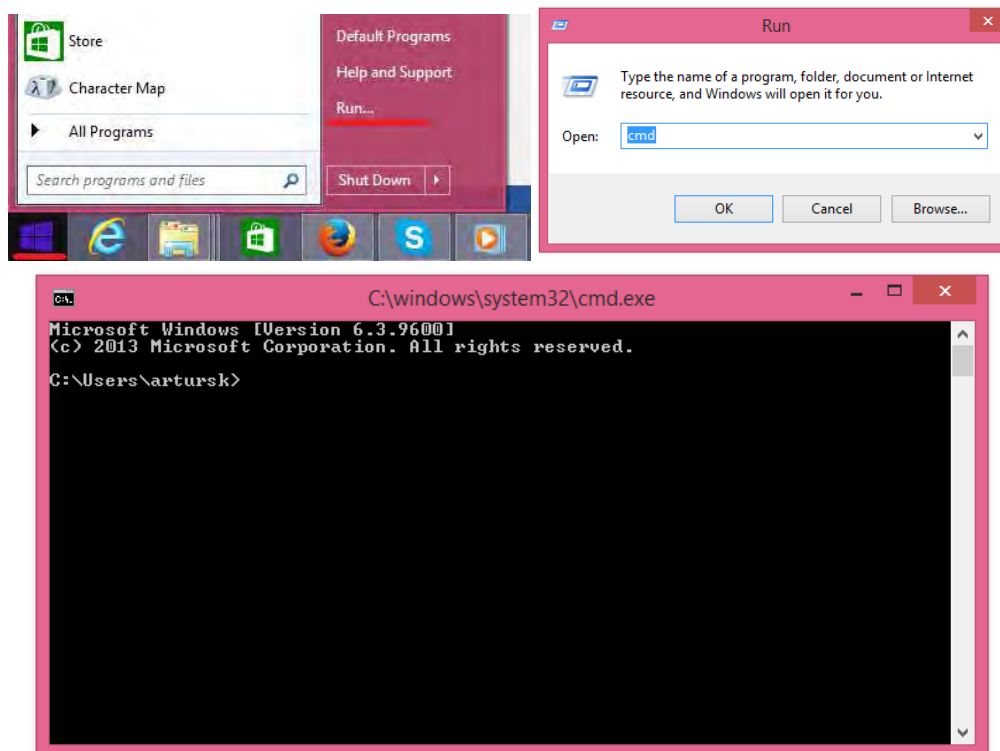 Store
Character Map
All Programs
Search programs and files
Default Programs
Help and Support
Run...
Shut Down
S
Run
Type the name of a program, folder, document or Internet
resource, and Windows will open it for you.
Open: cmd
OK Cancel Browse...
C:\windows\system32\cmd.exe
Microsoft Windows [Version 6.3.9600]
(c) 2013 Microsoft Corporation. All rights reserved.
C:\Users\artursk>